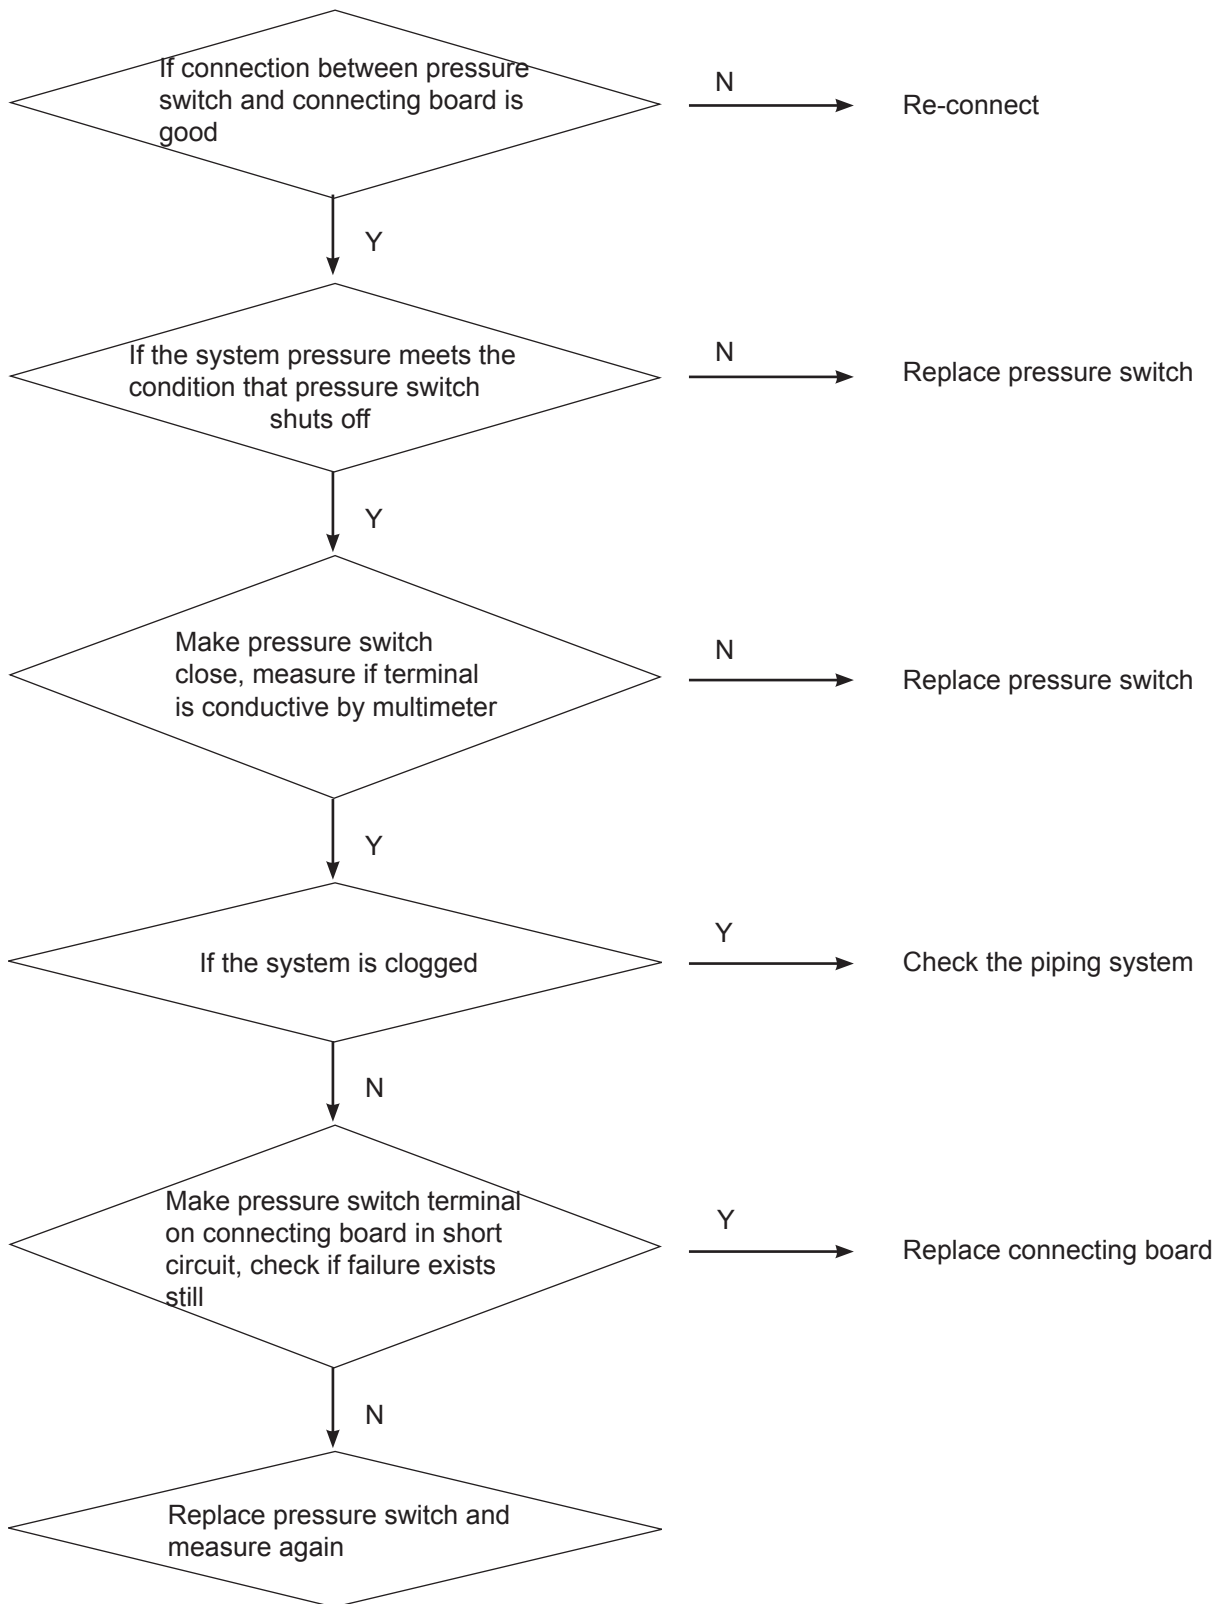 If connection between pressure
switch and connecting board is
good
N
Re-connect
Y
If the system pressure meets the
condition that pressure switch
shuts off
N
Replace pressure switch
Y
Make pressure switch
close, measure if terminal
is conductive by multimeter
N
Replace pressure switch
Y
If the system is clogged
Y
Check the piping system
N
Make pressure switch terminal
on connecting board in short
circuit, check if failure exists
still
Y
Replace connecting board
N
Replace pressure switch and
measure again